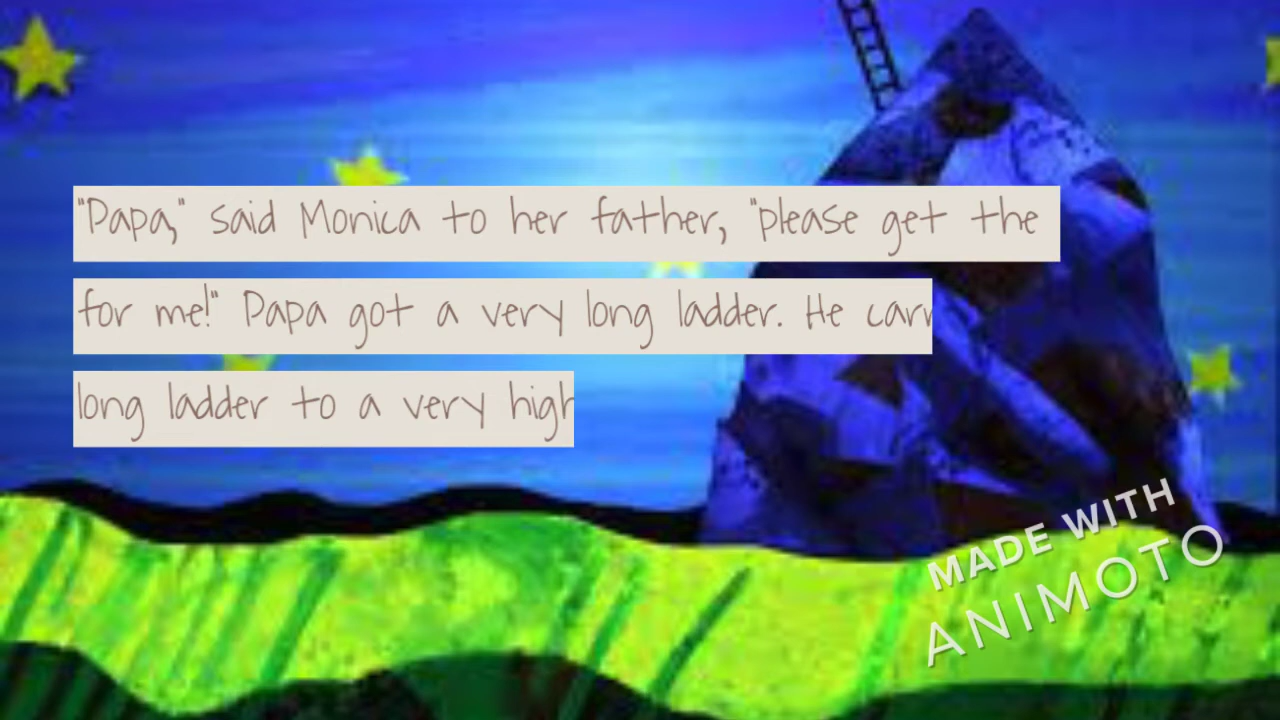 "Papa," said Monica to her father, "please get the
for me!" Papa got a very long ladder. He carr
long ladder to a very high
MADE WITH
ANIMOTO